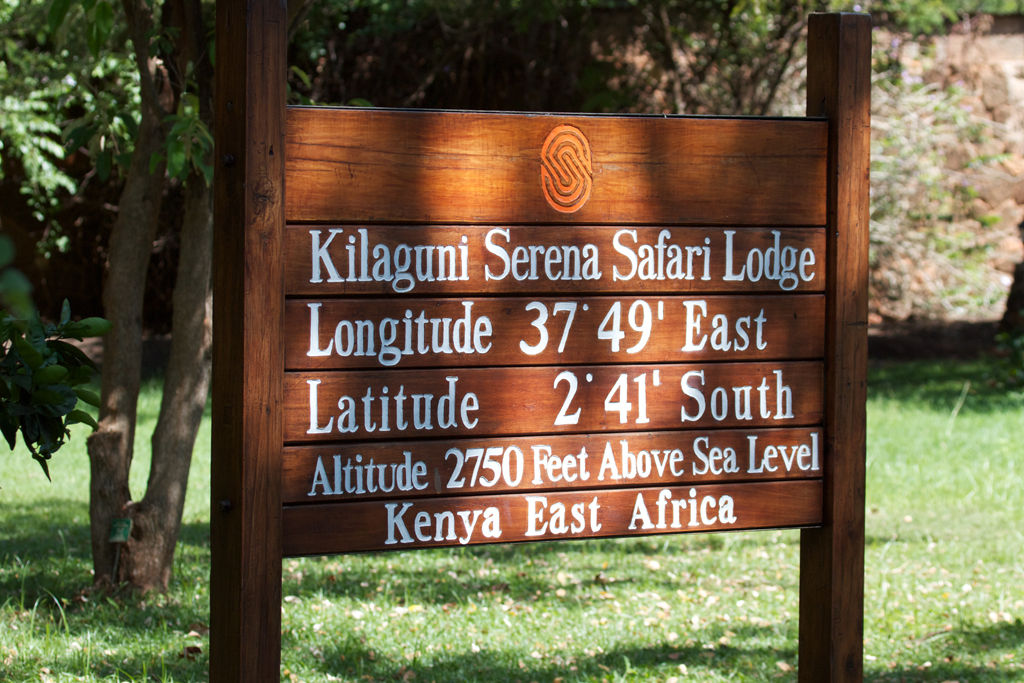 Kilaguni Serena Safari Lodge
Longitude 37° 49' East
Latitude 2° 41' South
Altitude 2750 Feet Above Sea Level
Kenya East Africa